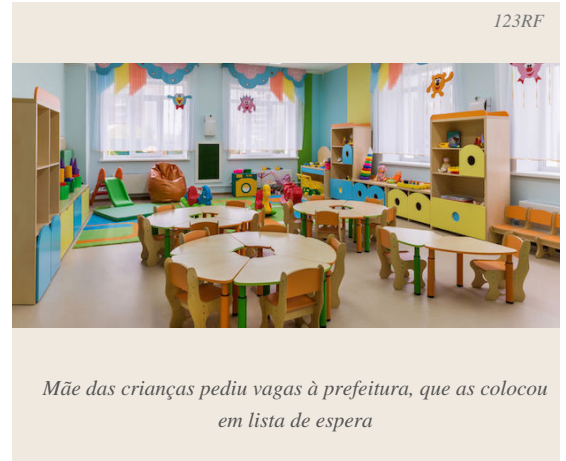 123RF
Mãe das crianças pediu vagas à prefeitura, que as colocou
em lista de espera